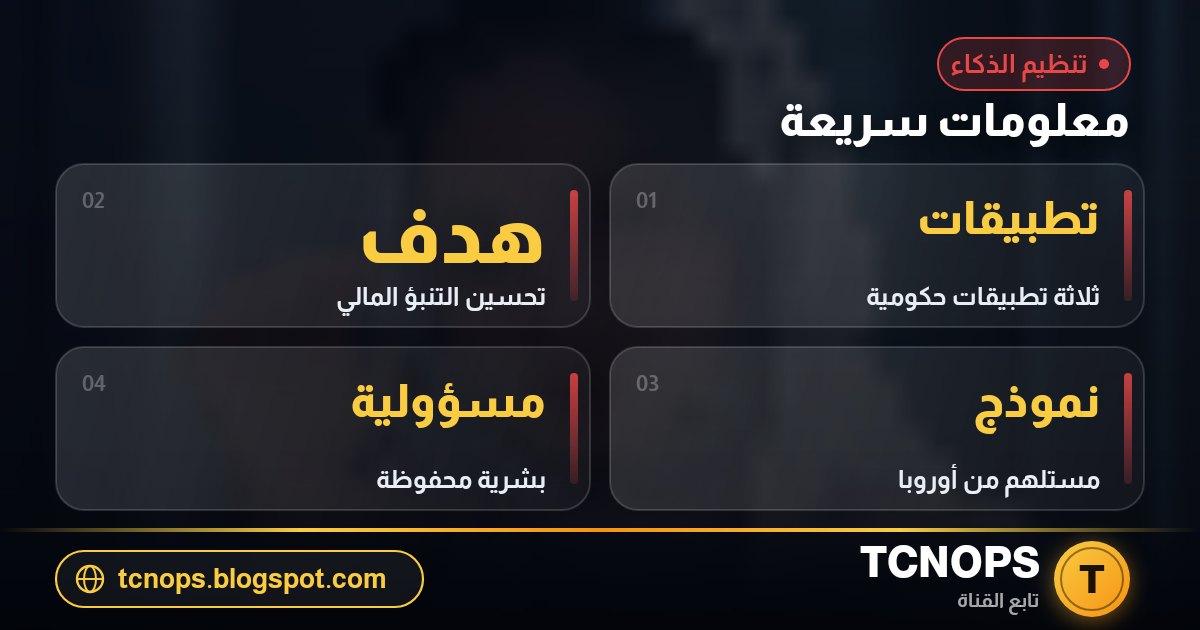 تنظيم الذكاء
معلومات سريعة
01
تطبيقات
ثلاثة تطبيقات حكومية
02
هدف
تحسين التنبؤ المالي
03
نموذج
مستلهم من أوروبا
04
مسؤولية
بشرية محفوظة
T
TCNOPS
تابع القناة
tcnops.blogspot.com